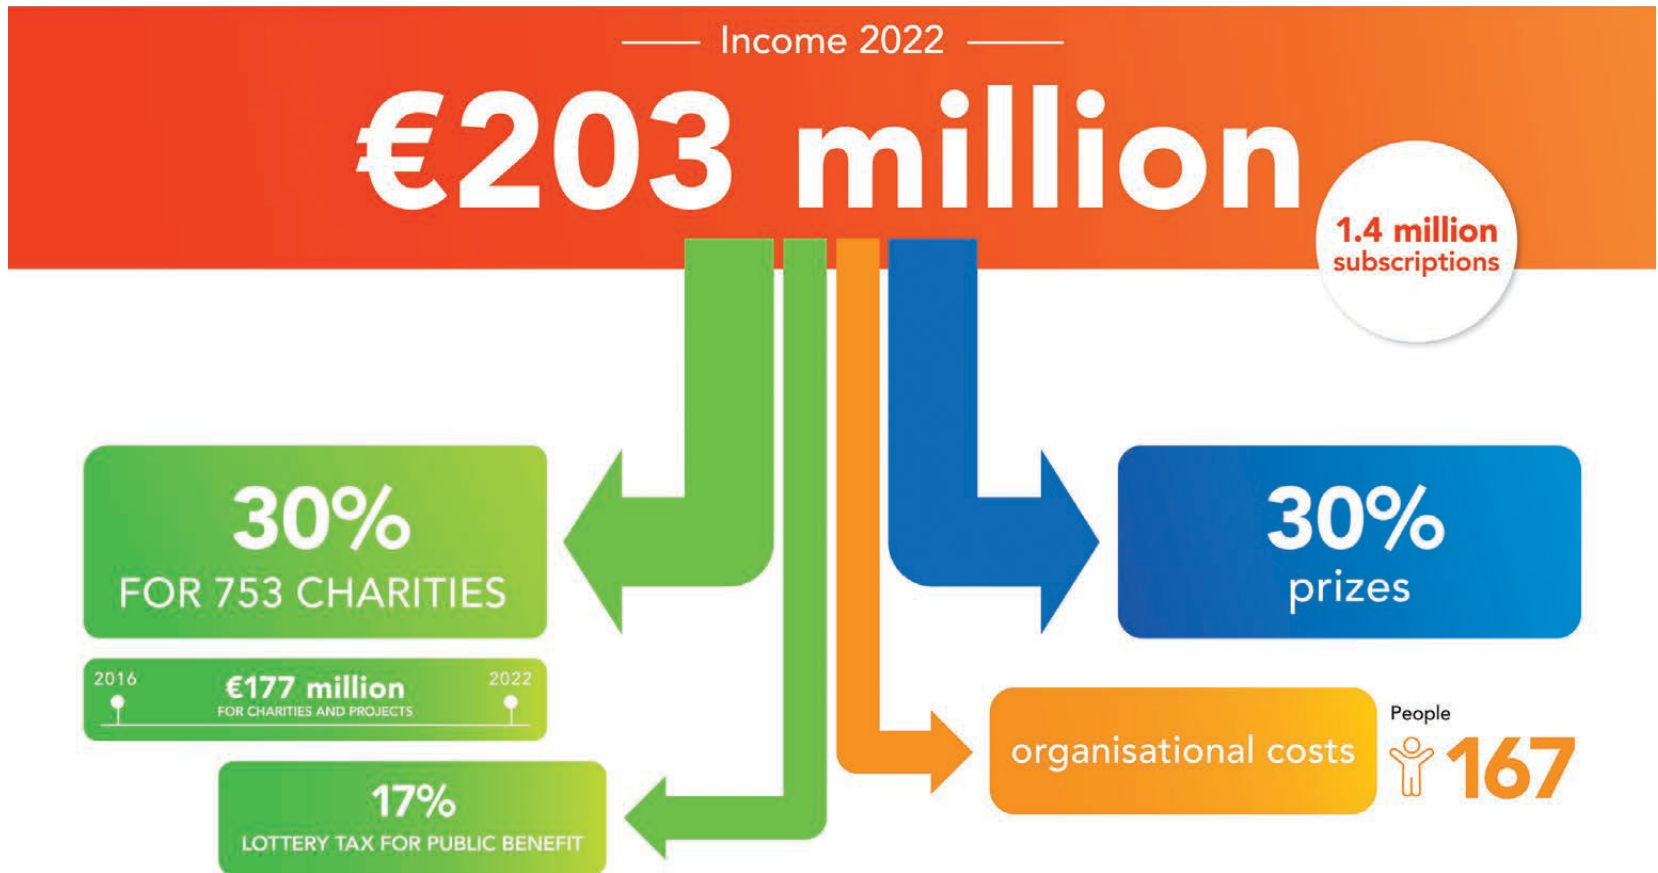 Income 2022
€203 million
1.4 million
subscriptions
30%
FOR 753 CHARITIES
2016
€177 million
2022
FOR CHARITIES AND PROJECTS
17%
LOTTERY TAX FOR PUBLIC BENEFIT
30%
prizes
organisational costs
People
167